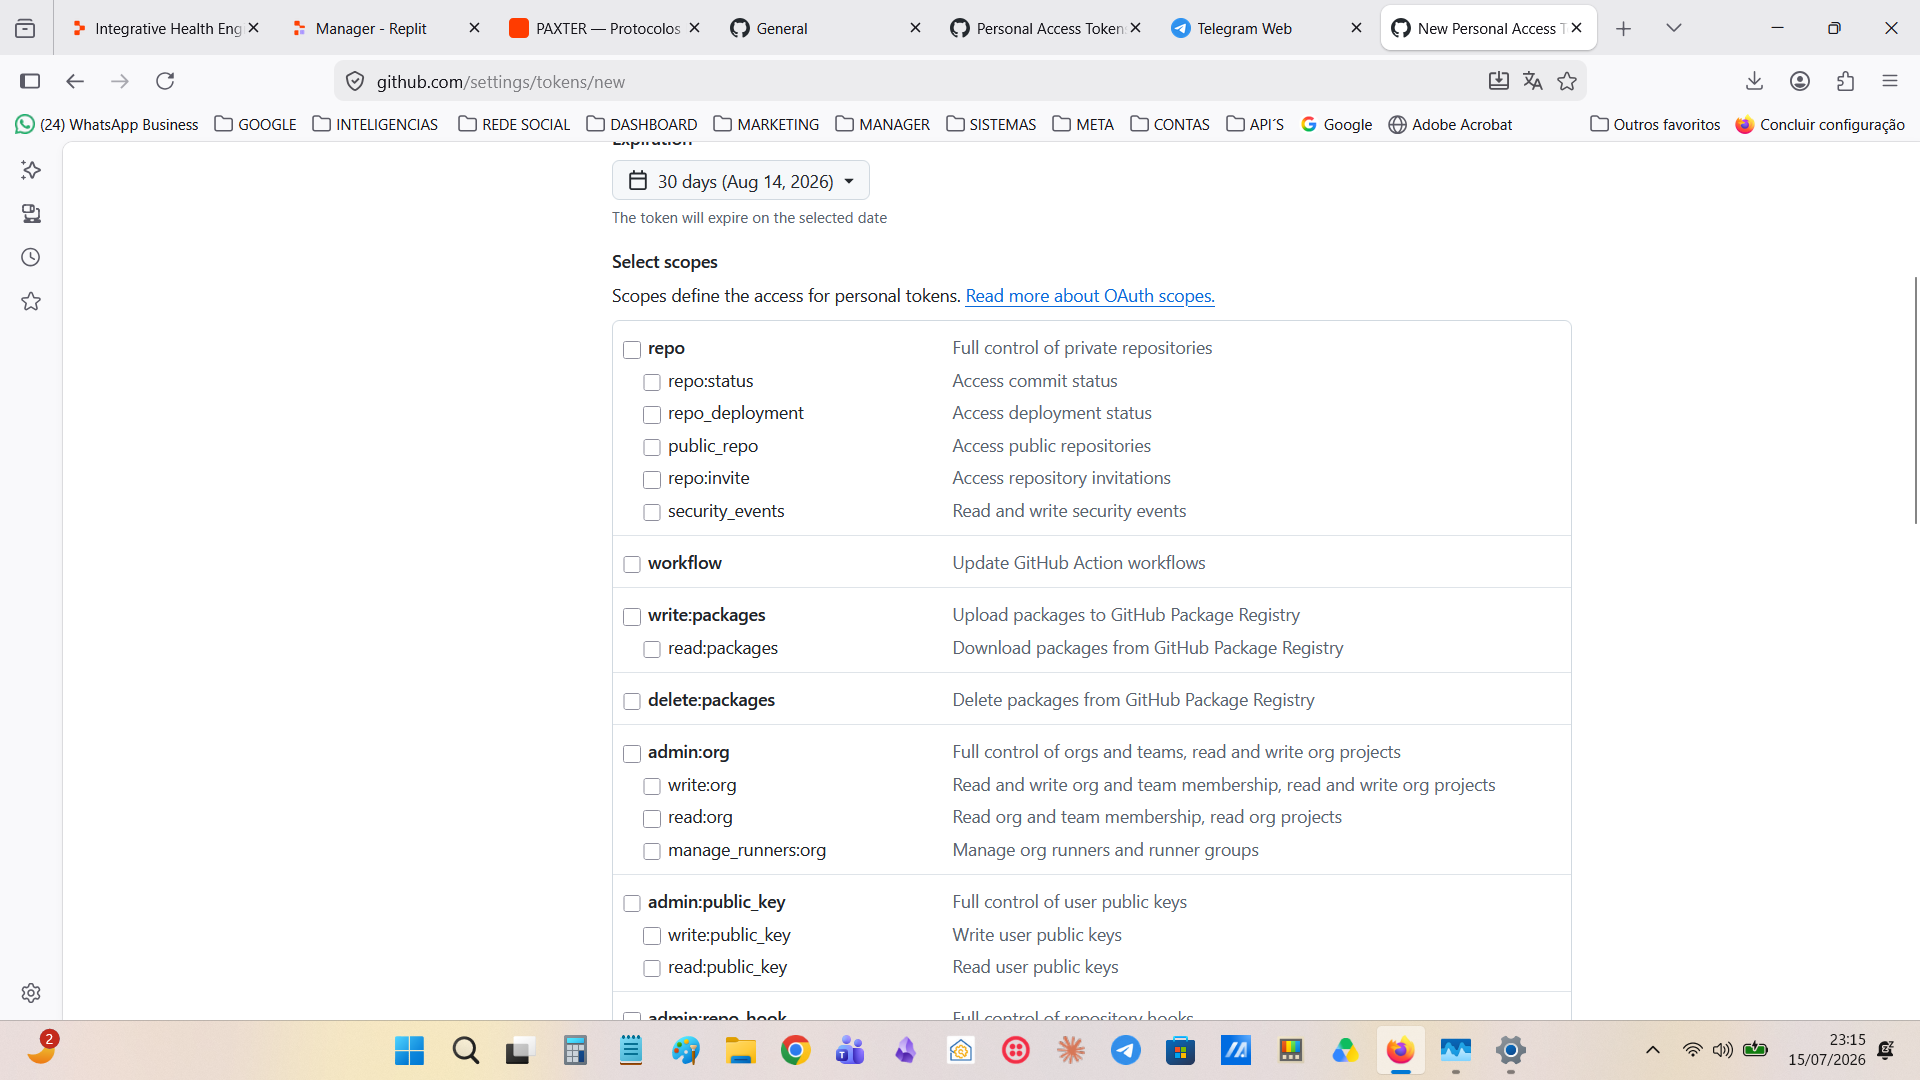 Integrative Health Eng
Manager - Replit
PAXTER — Protocolos
General
Personal Access Token
Telegram Web
New Personal Access T
github.com/settings/tokens/new
(24) WhatsApp Business
GOOGLE
INTELIGENCIAS
REDE SOCIAL
DASHBOARD
MARKETING
MANAGER
SISTEMAS
META
CONTAS
API´S
Google
Adobe Acrobat
Outros favoritos
Concluir configuração
Expiration
30 days (Aug 14, 2026)
The token will expire on the selected date
Select scopes
Scopes define the access for personal tokens. Read more about OAuth scopes.
repo Full control of private repositories
repo:status Access commit status
repo_deployment Access deployment status
public_repo Access public repositories
repo:invite Access repository invitations
security_events Read and write security events
workflow Update GitHub Action workflows
write:packages Upload packages to GitHub Package Registry
read:packages Download packages from GitHub Package Registry
delete:packages Delete packages from GitHub Package Registry
admin:org Full control of orgs and teams, read and write org projects
write:org Read and write org and team membership, read and write org projects
read:org Read org and team membership, read org projects
manage_runners:org Manage org runners and runner groups
admin:public_key Full control of user public keys
write:public_key Write user public keys
read:public_key Read user public keys
admin:repo_hook Full control of repository hooks
2
23:15
15/07/2026